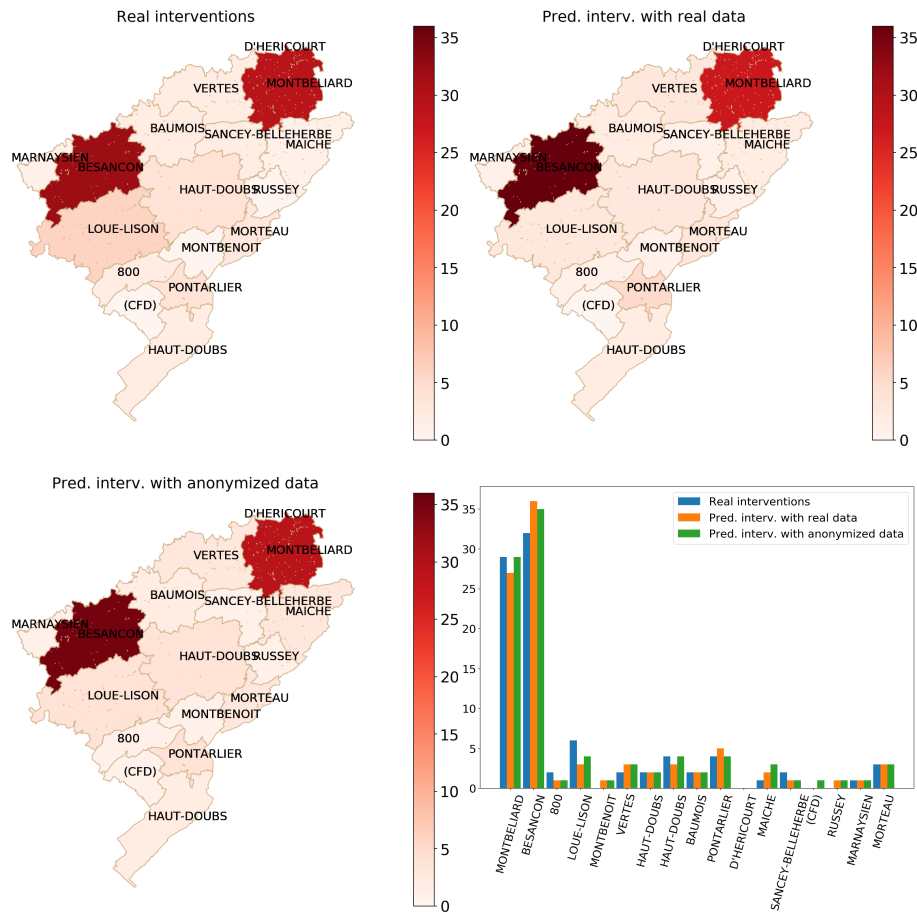 Real interventions
D'HERICOURT
VERTES
MONTBELIARD
BAUMOIS
SANCEY-BELLEHERBE
MAICHE
MARNAYSIEN
BESANCON
HAUT-DOUBS
RUSSEY
LOUE-LISON
MORTEAU
MONTBENOIT
800
PONTARLIER
(CFD)
HAUT-DOUBS
35
30
25
20
15
10
5
0
Pred. interv. with real data
D'HERICOURT
VERTES
MONTBELIARD
BAUMOIS
SANCEY-BELLEHERBE
MAICHE
MARNAYSIEN
BESANCON
HAUT-DOUBS
RUSSEY
LOUE-LISON
MORTEAU
MONTBENOIT
800
PONTARLIER
(CFD)
HAUT-DOUBS
35
30
25
20
15
10
5
0
Pred. interv. with anonymized data
D'HERICOURT
VERTES
MONTBELIARD
BAUMOIS
SANCEY-BELLEHERBE
MAICHE
MARNAYSIEN
BESANCON
HAUT-DOUBS
RUSSEY
LOUE-LISON
MORTEAU
MONTBENOIT
800
PONTARLIER
(CFD)
HAUT-DOUBS
35
30
25
20
15
10
5
0
Real interventions
Pred. interv. with real data
Pred. interv. with anonymized data
35
30
25
20
15
10
5
0
MONTBELIARD
BESANCON
800
LOUE-LISON
MONTBENOIT
VERTES
HAUT-DOUBS
HAUT-DOUBS
BAUMOIS
PONTARLIER
D'HERICOURT
MAICHE
SANCEY-BELLEHERBE
(CFD)
RUSSEY
MARNAYSIEN
MORTEAU